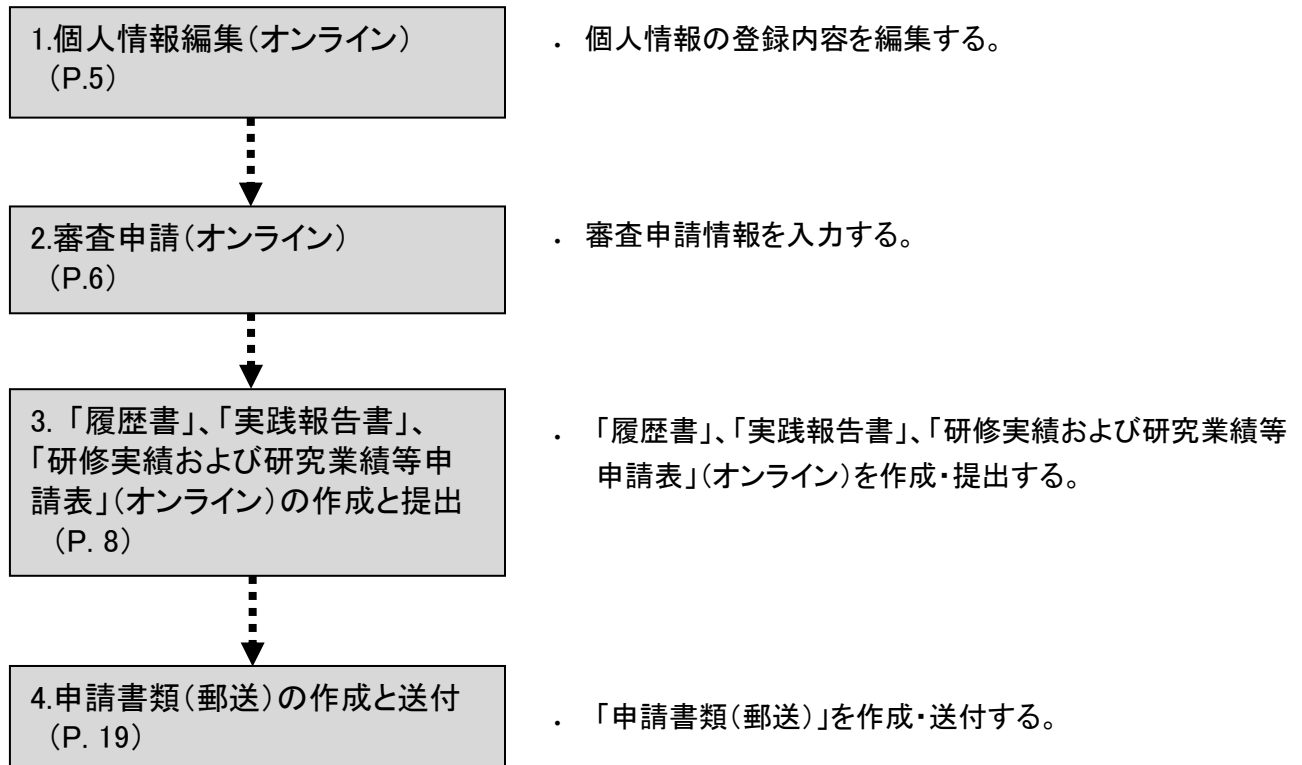 1.個人情報編集(オンライン)
(P.5)
. 個人情報の登録内容を編集する。
2.審査申請(オンライン)
(P.6)
. 審査申請情報を入力する。
3. 「履歴書」、「実践報告書」、
「研修実績および研究業績等申
請表」(オンライン)の作成と提出
(P. 8)
. 「履歴書」、「実践報告書」、「研修実績および研究業績等
申請表」(オンライン)を作成・提出する。
4.申請書類(郵送)の作成と送付
(P. 19)
. 「申請書類(郵送)」を作成・送付する。